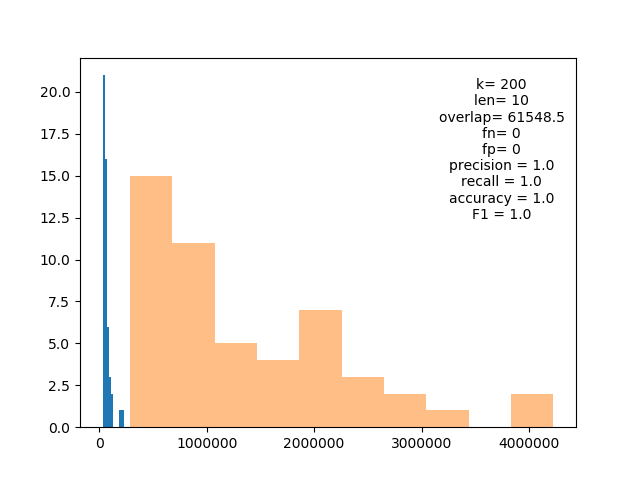 k= 200
len= 10
overlap= 61548.5
fn= 0
fp= 0
precision = 1.0
recall = 1.0
accuracy = 1.0
F1 = 1.0
20.0
17.5
15.0
12.5
10.0
7.5
5.0
2.5
0.0
0 1000000 2000000 3000000 4000000